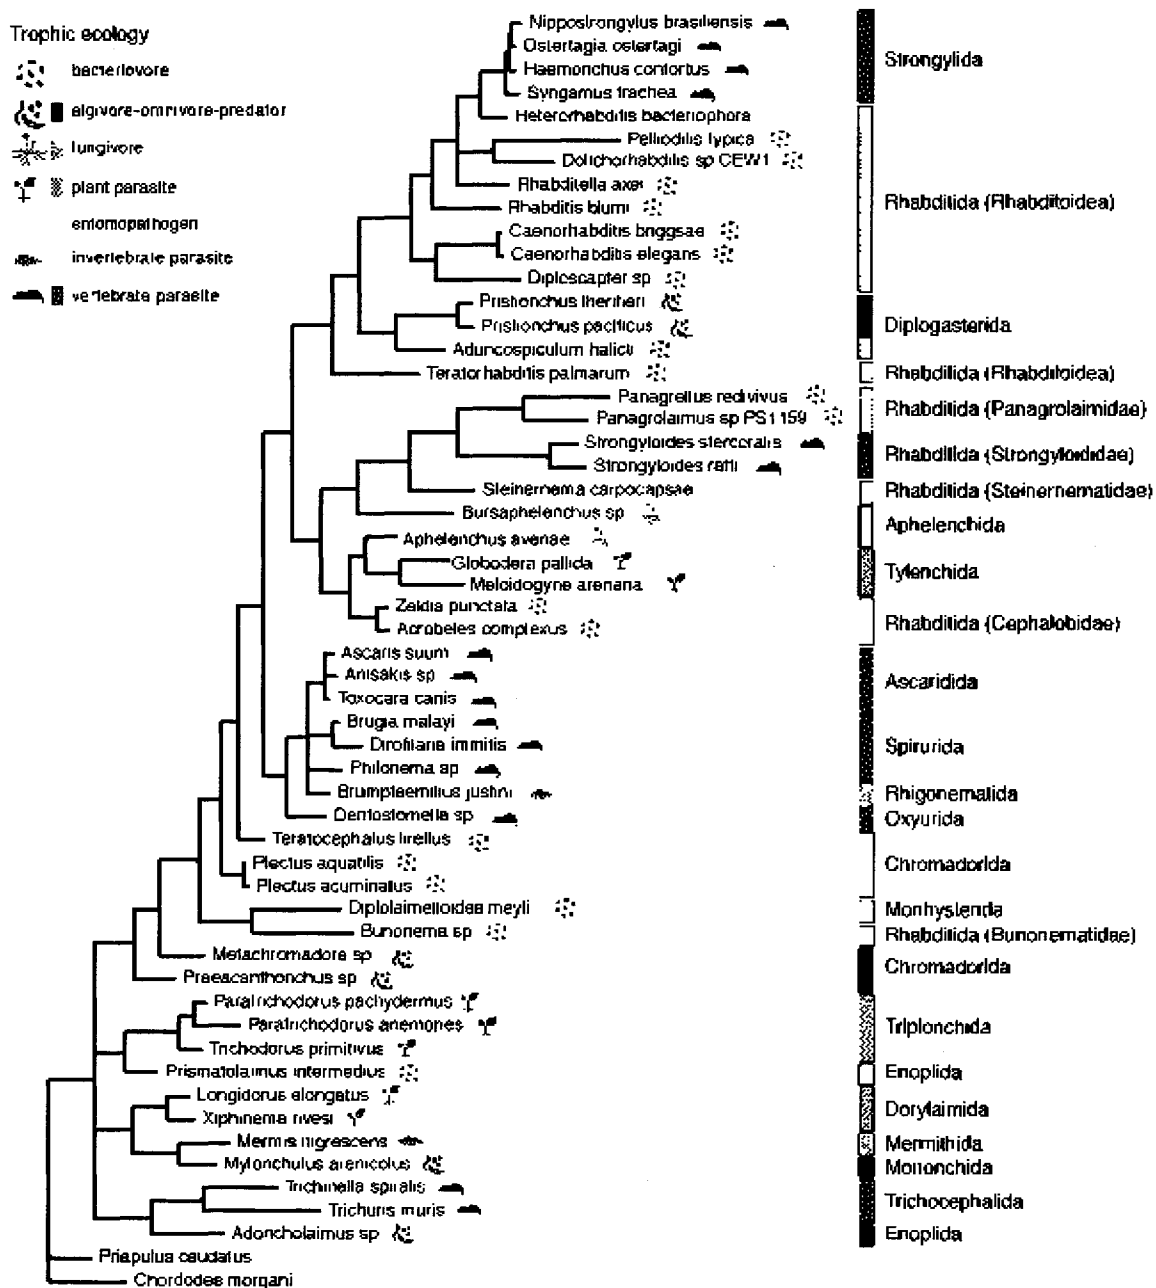 Trophic ecology
bacteriovore
algivore-omnivore-predator
fungivore
plant parasite
entomopathogen
invertebrate parasite
vertebrate parasite
Nippostrongylus brasiliensis
Ostertagia ostertagi
Haemonchus contortus
Syngamus trachea
Heterorhabditis bacteriophora
Pellioditis typica
Dolichorhabditis sp CEW1
Rhabditella axei
Rhabditis blumi
Caenorhabditis briggsae
Caenorhabditis elegans
Diploscapter sp
Pristionchus lheritieri
Pristionchus pacificus
Aduncospiculum halicti
Teratorhabditis palmarum
Panagrellus redivivus
Panagrolaimus sp PS1159
Strongyloides stercoralis
Strongyloides ratti
Steinernema carpocapsae
Bursaphelenchus sp
Aphelenchus avenae
Globodera pallida
Meloidogyne arenaria
Zeldia punctata
Acrobeles complexus
Ascaris suum
Anisakis sp
Toxocara canis
Brugia malayi
Dirofilaria immitis
Philonema sp
Brumptaemilius justini
Dentostomella sp
Teratocephalus lirellus
Plectus aquatilis
Plectus acuminatus
Diplolaimelloides meyli
Bunonema sp
Metachromadora sp
Praeacanthonchus sp
Paratrichodorus pachydermus
Paratrichodorus anemones
Trichodorus primitivus
Prismatolaimus intermedius
Longidorus elongatus
Xiphinema rivesi
Mermis nigrescens
Mylonchulus arenicolus
Trichinella spiralis
Trichuris muris
Adoncholaimus sp
Priapulus caudatus
Chordodes morgani
Strongylida
Rhabditida (Rhabditoidea)
Diplogasterida
Rhabditida (Rhabditoidea)
Rhabditida (Panagrolaimidae)
Rhabditida (Strongyloididae)
Rhabditida (Steinernematidae)
Aphelenchida
Tylenchida
Rhabditida (Cephalobidae)
Ascaridida
Spirurida
Rhigonematida
Oxyurida
Chromadorida
Monhysterida
Rhabditida (Bunonematidae)
Chromadorida
Triplonchida
Enoplida
Dorylaimida
Mermithida
Mononchida
Trichocephalida
Enoplida